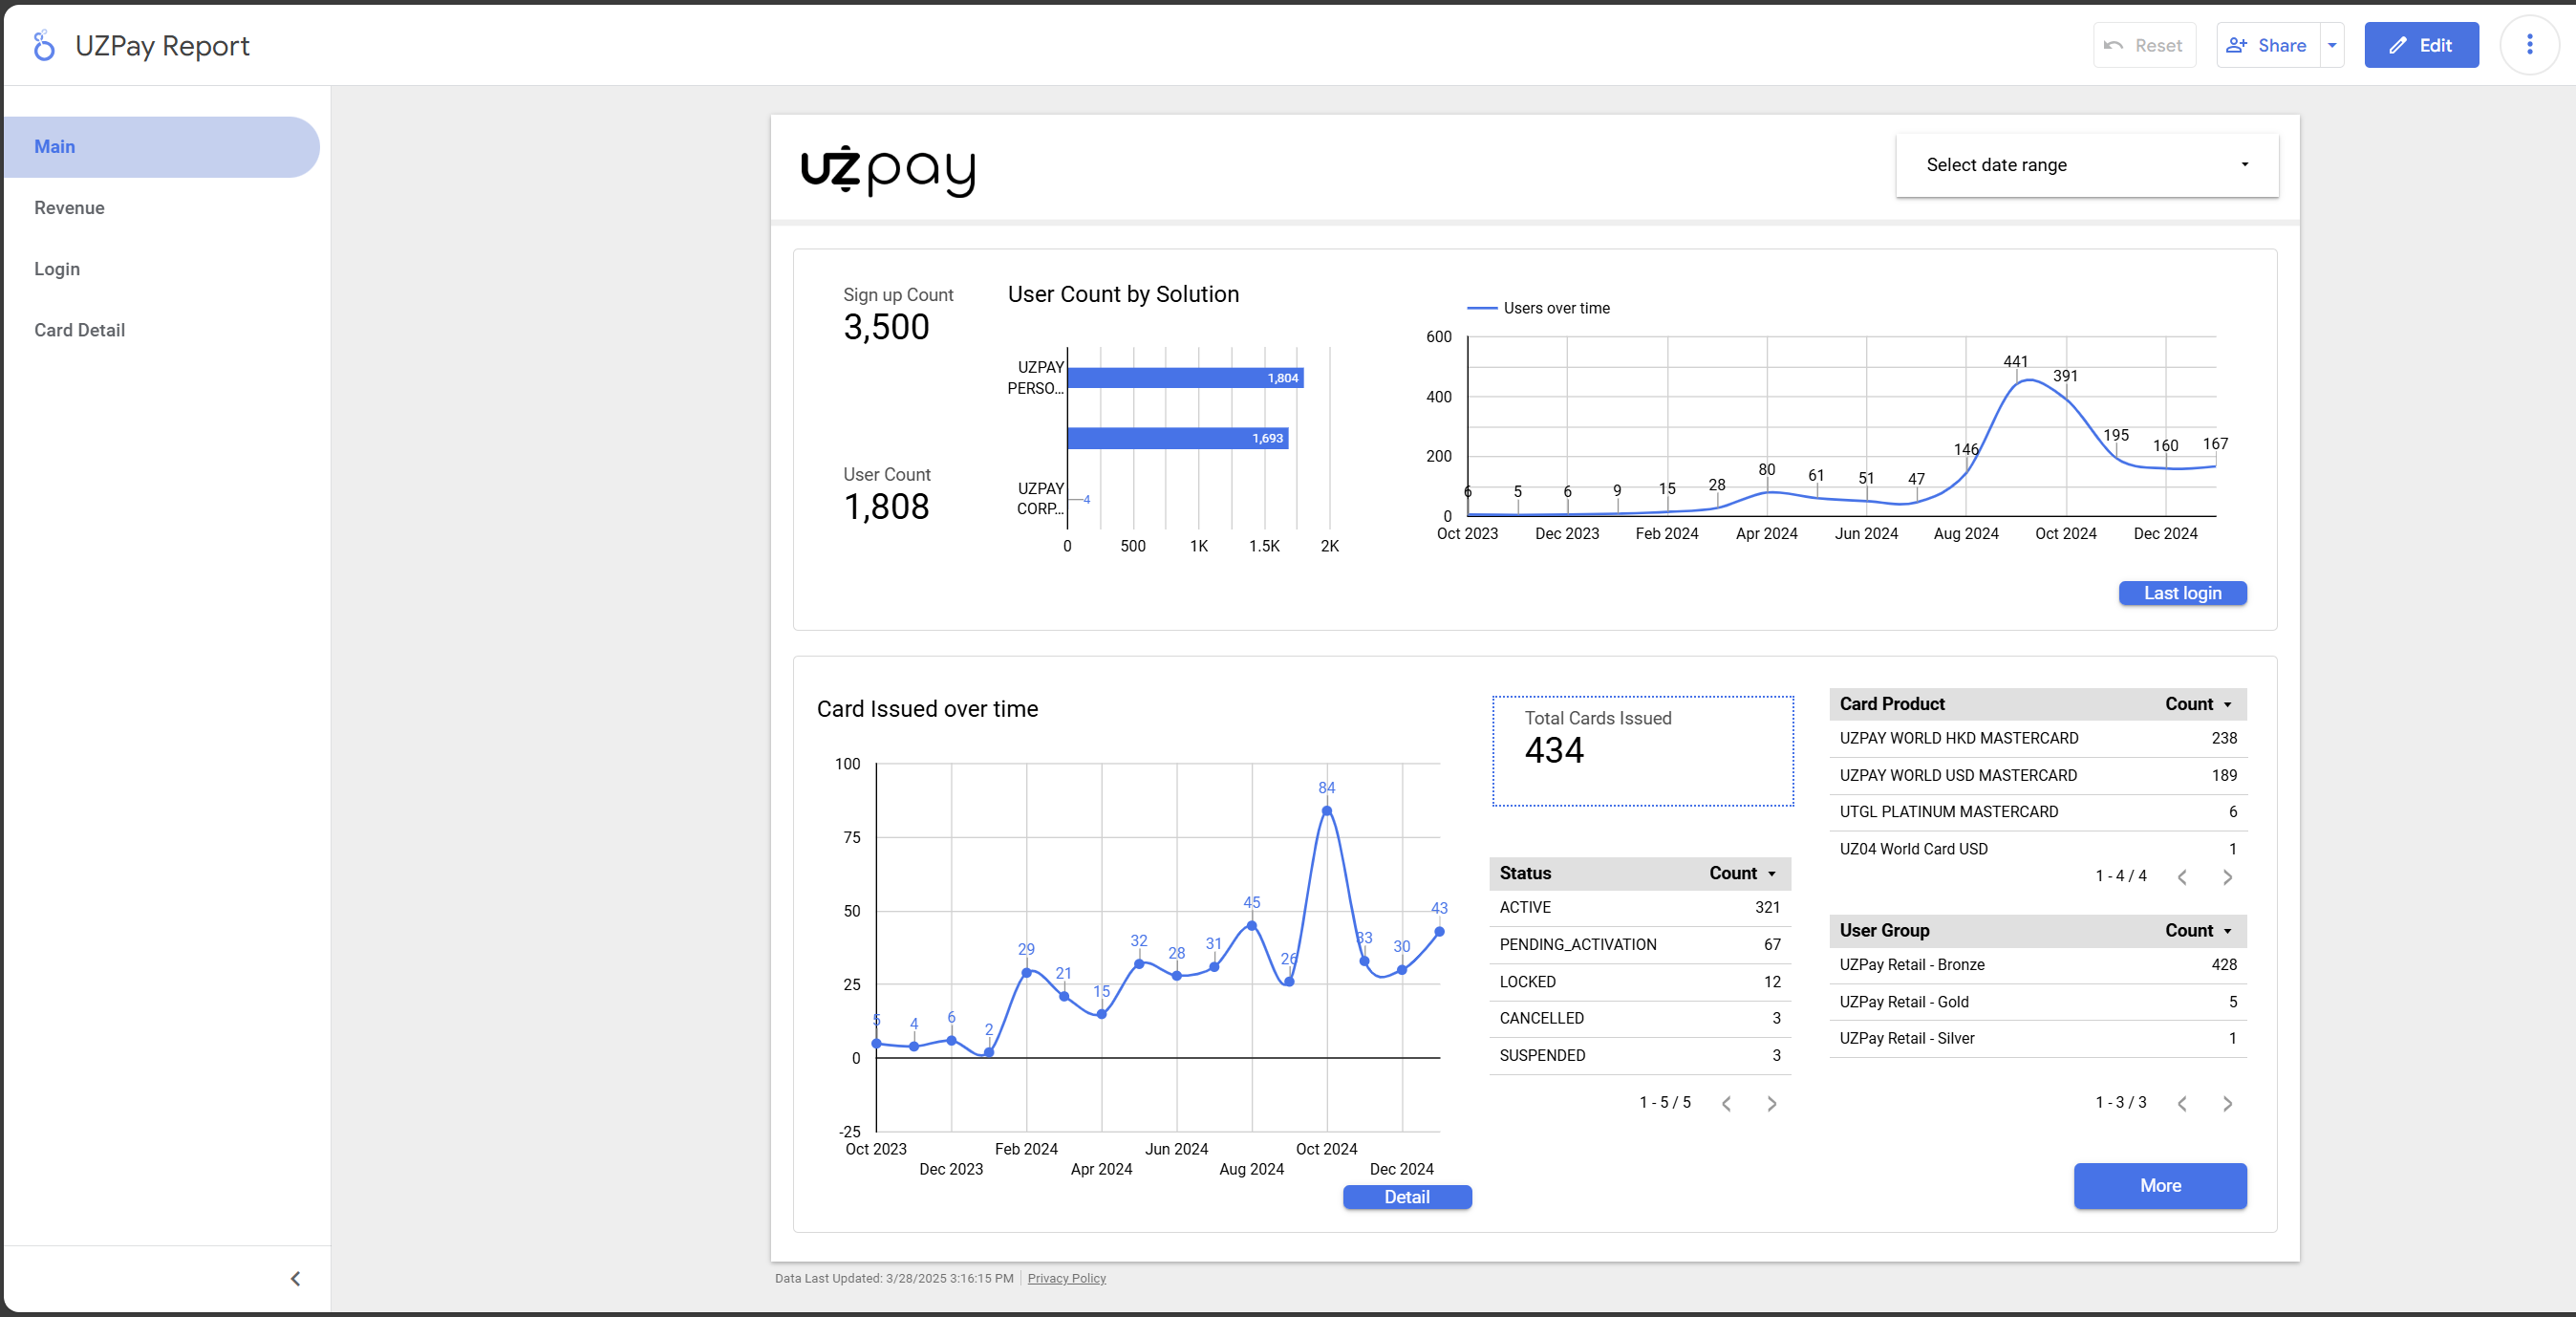 UZPay Report
Reset
Share
Edit
Main
Revenue
Login
Card Detail
uzpay
Select date range
Sign up Count
3,500
User Count
1,808
User Count by Solution
UZPAY PERSO...
1,804
1,693
UZPAY CORP...
4
0 500 1K 1.5K 2K
Users over time
600
400
200
0
6 5 6 9 15 28 80 61 51 47 146 441 391 195 160 167
Oct 2023 Dec 2023 Feb 2024 Apr 2024 Jun 2024 Aug 2024 Oct 2024 Dec 2024
Last login
Card Issued over time
100
75
50
25
0
-25
5 4 6 2 29 21 15 32 28 31 45 26 84 33 30 43
Oct 2023 Dec 2023 Feb 2024 Apr 2024 Jun 2024 Aug 2024 Oct 2024 Dec 2024
Detail
Total Cards Issued
434
Status Count
ACTIVE 321
PENDING_ACTIVATION 67
LOCKED 12
CANCELLED 3
SUSPENDED 3
1 - 5 / 5
Card Product Count
UZPAY WORLD HKD MASTERCARD 238
UZPAY WORLD USD MASTERCARD 189
UTGL PLATINUM MASTERCARD 6
UZ04 World Card USD 1
1 - 4 / 4
User Group Count
UZPay Retail - Bronze 428
UZPay Retail - Gold 5
UZPay Retail - Silver 1
1 - 3 / 3
More
Data Last Updated: 3/28/2025 3:16:15 PM Privacy Policy